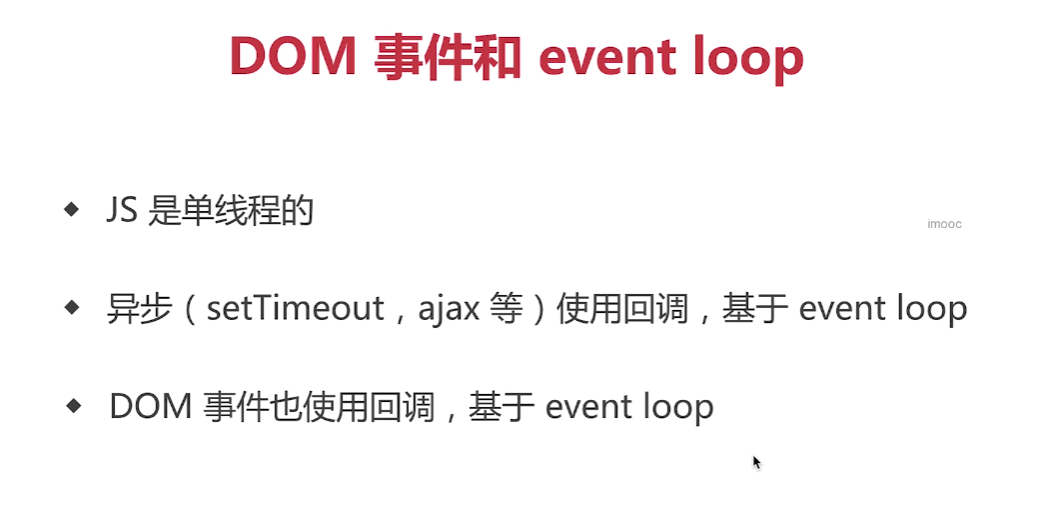 DOM 事件和 event loop
◆ JS 是单线程的
imooc
◆ 异步（setTimeout，ajax 等）使用回调，基于 event loop
◆ DOM 事件也使用回调，基于 event loop